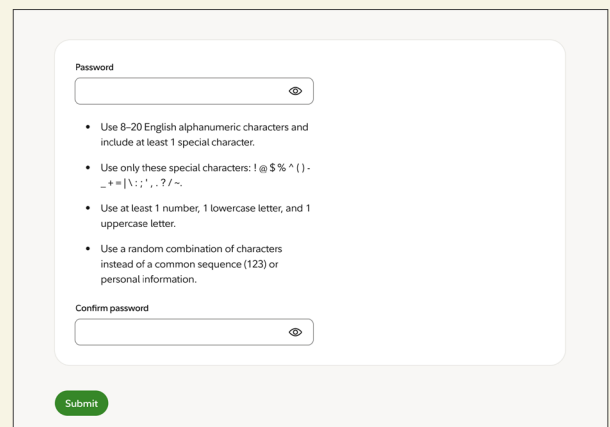 Password
• Use 8–20 English alphanumeric characters and
include at least 1 special character.
• Use only these special characters: ! @ $ % ^ ( ) -
_ + = | \ : ; ' , . ? / ~.
• Use at least 1 number, 1 lowercase letter, and 1
uppercase letter.
• Use a random combination of characters
instead of a common sequence (123) or
personal information.
Confirm password
Submit